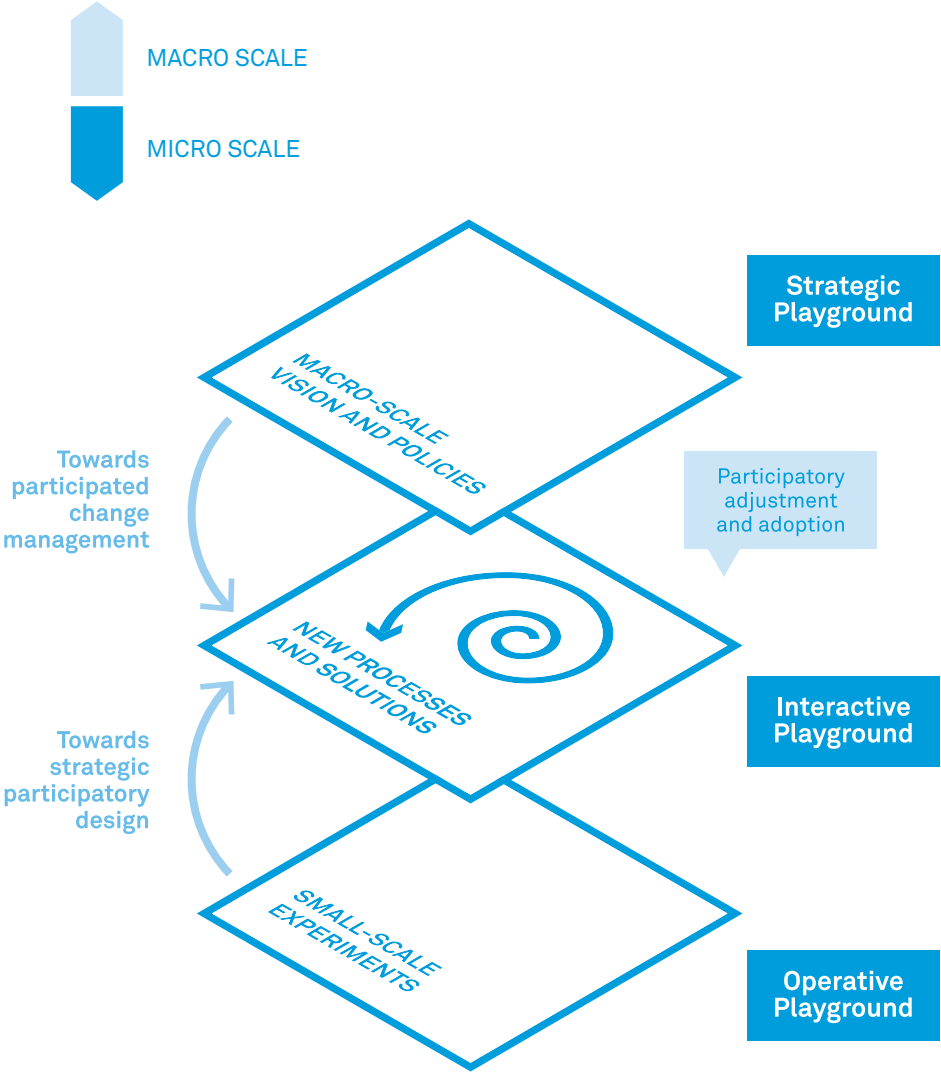 MACRO SCALE
MICRO SCALE
Strategic
Playground
MACRO-SCALE
VISION AND POLICIES
Towards
participated
change
management
Participatory
adjustment
and adoption
NEW PROCESSES
AND SOLUTIONS
Interactive
Playground
Towards
strategic
participatory
design
SMALL-SCALE
EXPERIMENTS
Operative
Playground